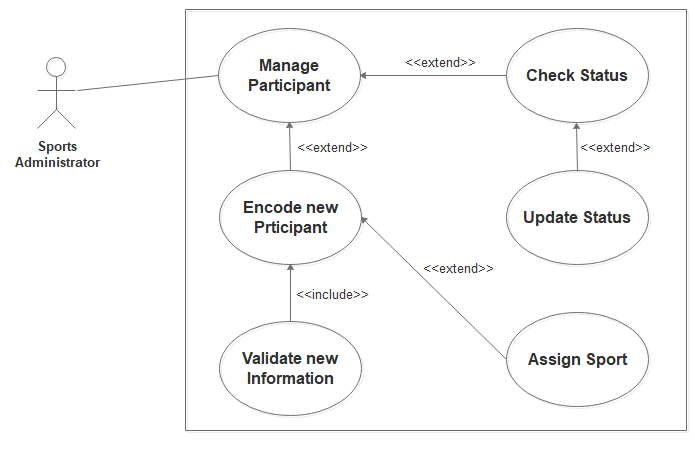 Manage
Participant
<<extend>>
Check Status
Sports
Administrator
<<extend>>
<<extend>>
Encode new
Prticipant
Update Status
<<extend>>
<<include>>
Validate new
Information
Assign Sport